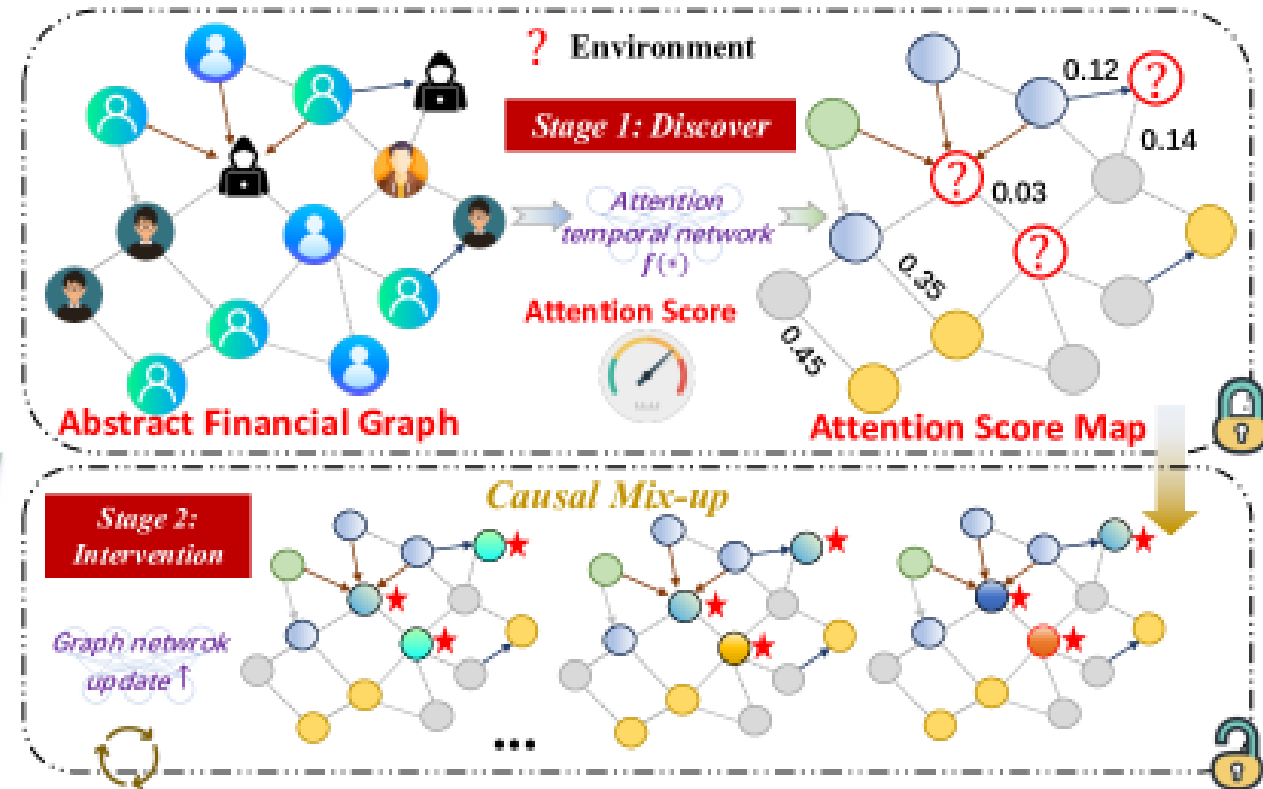 ? Environment
Stage 1: Discover
0.12
?
0.14
?
0.03
Attention
temporal network
f(*)
?
0.35
Attention Score
0.45
Abstract Financial Graph
Attention Score Map
Causal Mix-up
Stage 2:
Intervention
Graph netwrok
update ↑
...